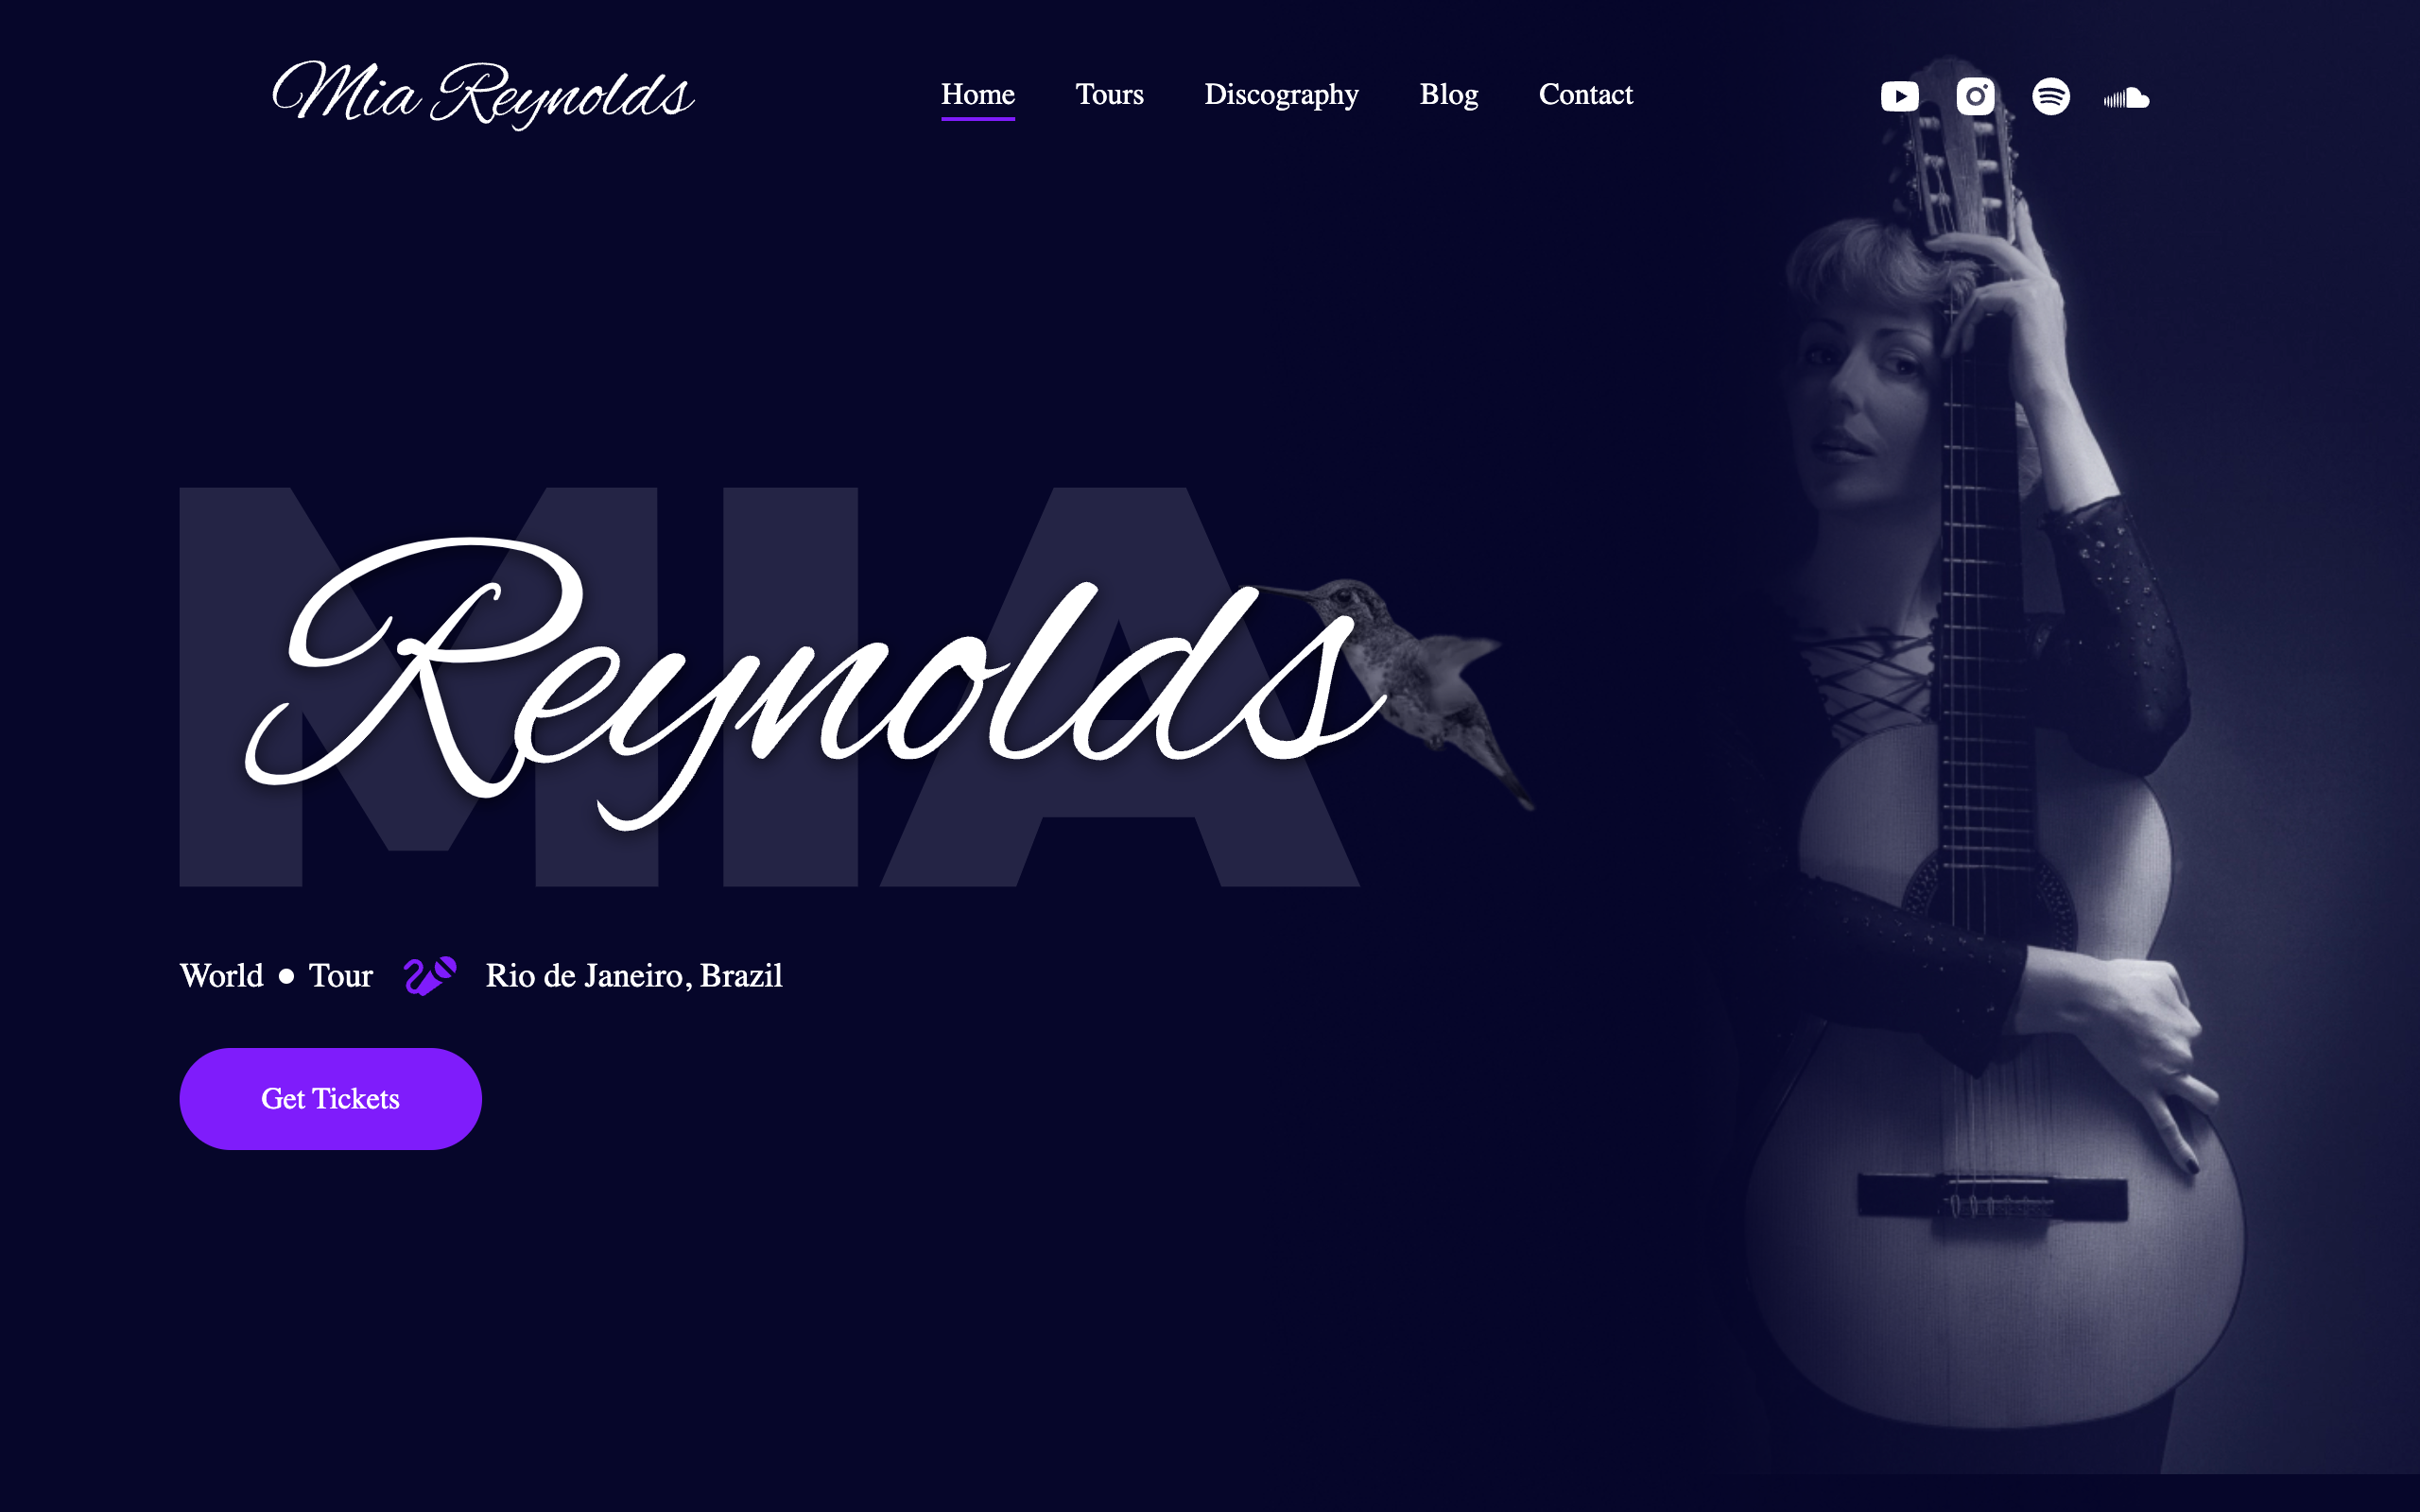 Mia Reynolds
Home Tours Discography Blog Contact
MIA
Reynolds
World • Tour Rio de Janeiro, Brazil
Get Tickets